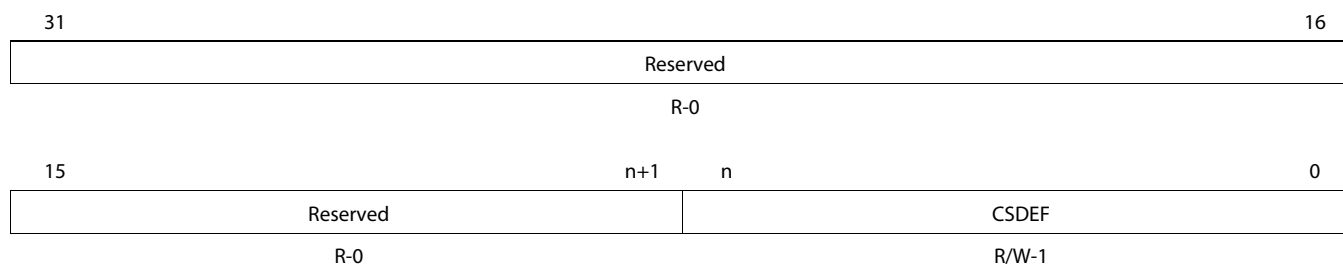 31 16
Reserved
R-0
15 n+1 n 0
Reserved CSDEF
R-0 R/W-1